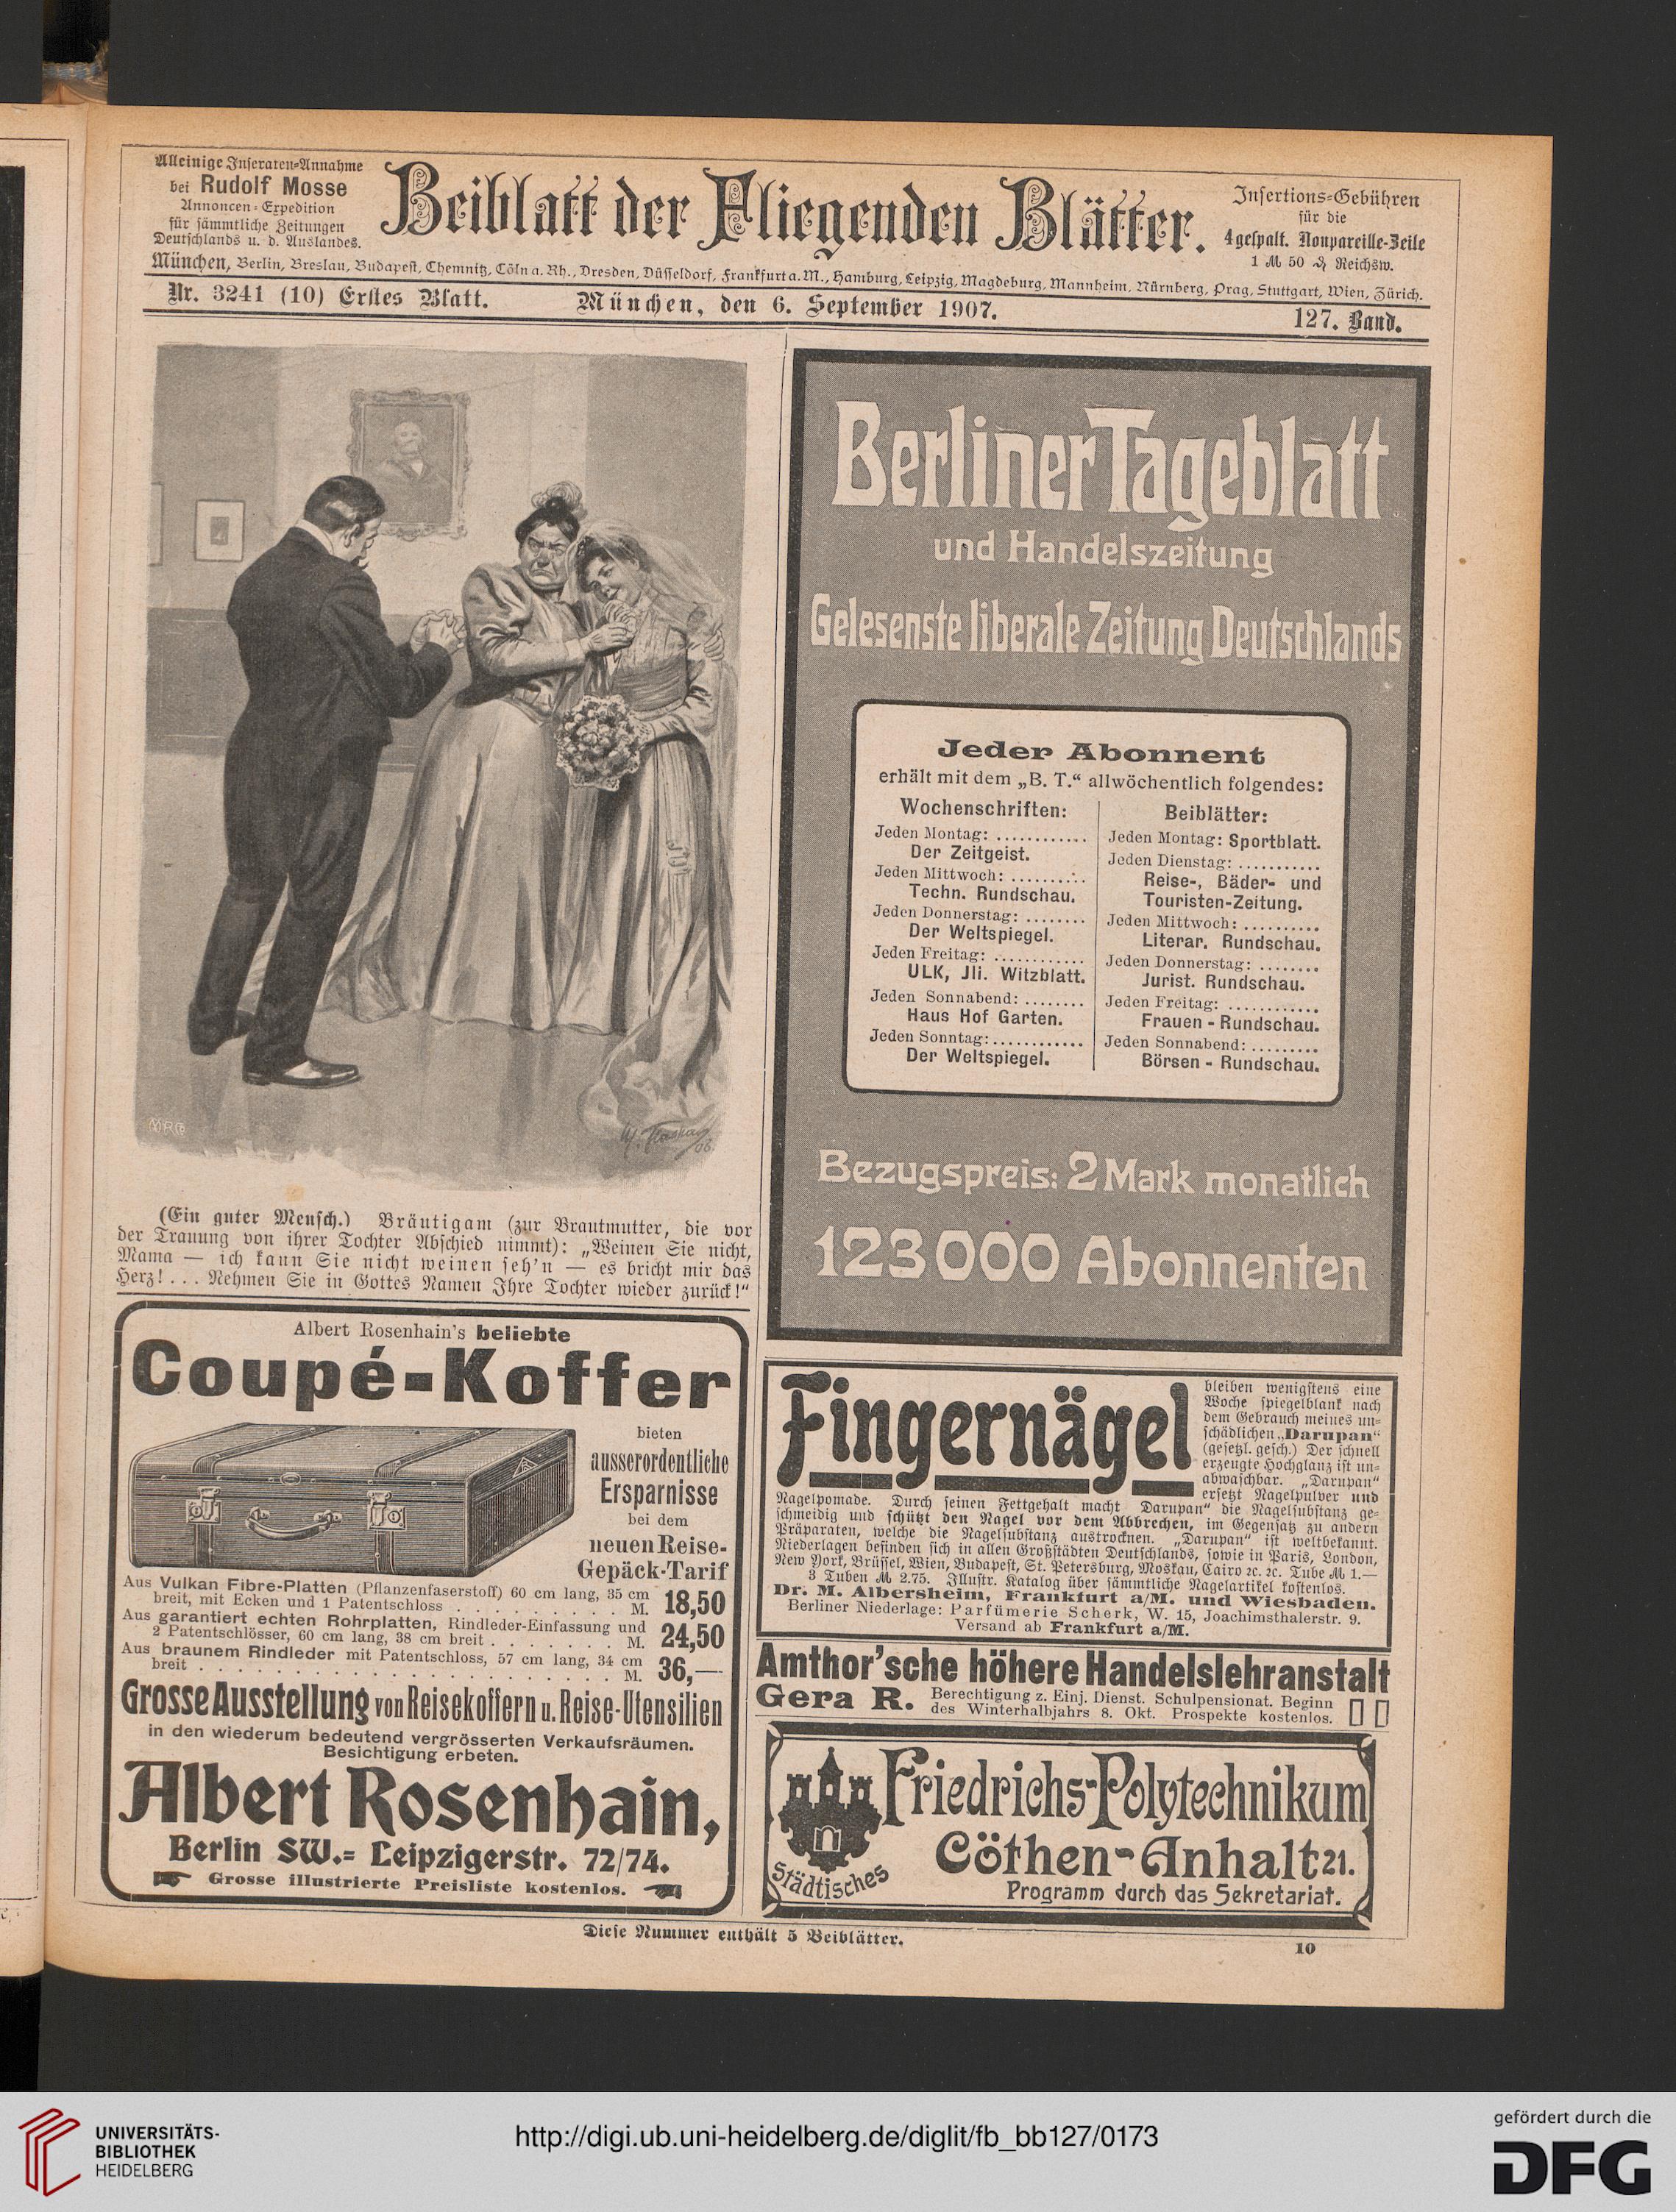 Alleinige Inseraten-Annahme
bei Rudolf Mosse
Annoncen-Expedition
für sämmtliche Zeitungen
Deutschlands u. d. Auslandes.
Beiblatt der Fliegenden Blätter.
Insertions-Gebühren
für die
4 gespalt. Nonpareille-Zeile
1 M 50 ₰ Reichsw.
München, Berlin, Breslau, Budapest, Chemnitz, Cöln a. Rh., Dresden, Düsseldorf, Frankfurt a. M., Hamburg, Leipzig, Magdeburg, Mannheim, Nürnberg, Prag, Stuttgart, Wien, Zürich.
Nr. 3241 (10) Erstes Blatt. München, den 6. September 1907. 127. Band.
MRG
06.
(Ein guter Mensch.) Bräutigam (zur Brautmutter, die vor
der Trauung von ihrer Tochter Abschied nimmt): „Weinen Sie nicht,
Mama — ich kann Sie nicht weinen seh'n — es bricht mir das
Herz! . . . Nehmen Sie in Gottes Namen Ihre Tochter wieder zurück!"
Albert Rosenhain's beliebte
Coupé-Koffer
bieten
ausserordentliche
Ersparnisse
bei dem
neuen Reise-
Gepäck-Tarif
Aus Vulkan Fibre-Platten (Pflanzenfaserstoff) 60 cm lang, 35 cm
breit, mit Ecken und 1 Patentschloss . . . . . . . . . . M. 18,50
Aus garantiert echten Rohrplatten, Rindleder-Einfassung und
2 Patentschlösser, 60 cm lang, 38 cm breit . . . . . . . M. 24,50
Aus braunem Rindleder mit Patentschloss, 57 cm lang, 34 cm
breit . . . . . . . . . . . . . . . . . . . . . . M. 36,—
Grosse Ausstellung von Reisekoffern u. Reise-Utensilien
in den wiederum bedeutend vergrösserten Verkaufsräumen.
Besichtigung erbeten.
Albert Rosenhain,
Berlin SW.= Leipzigerstr. 72/74.
Grosse illustrierte Preisliste kostenlos.
Berliner Tageblatt
und Handelszeitung
Gelesenste liberale Zeitung Deutschlands
Jeder Abonnent
erhält mit dem „B. T.“ allwöchentlich folgendes:
Wochenschriften:
Jeden Montag: ............
Der Zeitgeist.
Jeden Mittwoch: ..........
Techn. Rundschau.
Jeden Donnerstag: ........
Der Weltspiegel.
Jeden Freitag: ............
ULK, Jll. Witzblatt.
Jeden Sonnabend: ........
Haus Hof Garten.
Jeden Sonntag: ............
Der Weltspiegel.
Beiblätter:
Jeden Montag: Sportblatt.
Jeden Dienstag: ...........
Reise-, Bäder- und
Touristen-Zeitung.
Jeden Mittwoch: ..........
Literar. Rundschau.
Jeden Donnerstag: ........
Jurist. Rundschau.
Jeden Freitag: ............
Frauen - Rundschau.
Jeden Sonnabend: .........
Börsen - Rundschau.
Bezugspreis: 2 Mark monatlich
123 000 Abonnenten
Fingernägel
bleiben wenigstens eine
Woche spiegelblank nach
dem Gebrauch meines un-
schädlichen „Darupan“
(gesetzl. gesch.) Der schnell
erzeugte Hochglanz ist un-
abwaschbar. „Darupan“
ersetzt Nagelpulver und
Nagelpomade. Durch seinen Fettgehalt macht Darupan“ die Nagelsubstanz ge-
schmeidig und schützt den Nagel vor dem Abbrechen, im Gegensatz zu andern
Präparaten, welche die Nagelsubstanz austrocknen. „Darupan“ ist weltbekannt.
Niederlagen befinden sich in allen Großstädten Deutschlands, sowie in Paris, London,
New York, Brüssel, Wien, Budapest, St. Petersburg, Moskau, Cairo ꝛc. ꝛc. Tube M 1.—
3 Tuben M 2.75. Illustr. Katalog über sämmtliche Nagelartikel kostenlos.
Dr. M. Albersheim, Frankfurt a/M. und Wiesbaden.
Berliner Niederlage: Parfümerie Scherk, W. 15, Joachimsthalerstr. 9.
Versand ab Frankfurt a/M.
Amthor'sche höhere Handelslehranstalt
Gera R. Berechtigung z. Einj. Dienst. Schulpensionat. Beginn
des Winterhalbjahrs 8. Okt. Prospekte kostenlos.
Friedrichs-Polytechnikum
Cöthen-Anhalt 21.
Städtisches
Programm durch das Sekretariat.
Diese Nummer enthält 5 Beiblätter.
10
UNIVERSITÄTS-
BIBLIOTHEK
HEIDELBERG
http://digi.ub.uni-heidelberg.de/diglit/fb_bb127/0173
gefördert durch die
DFG